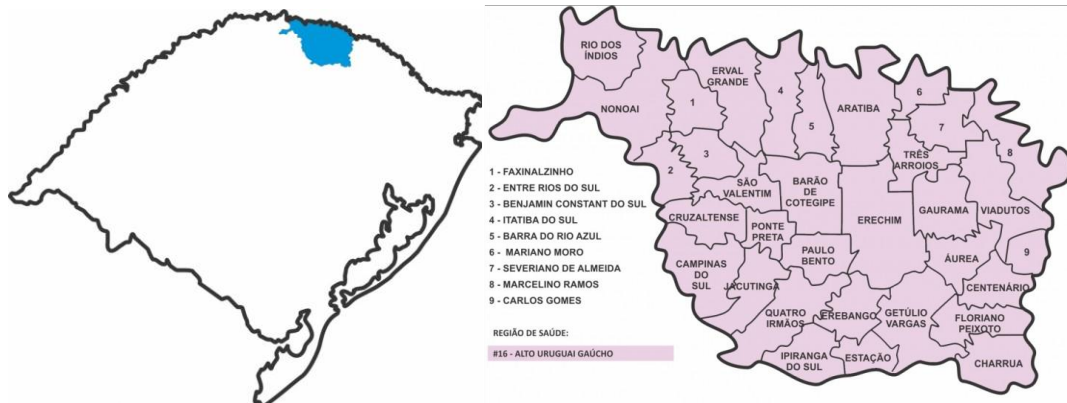 RIO DOS
ÍNDIOS
ERVAL
GRANDE
NONOAI
1
4
5
ARATIBA
6
7
8
3
2
TRÊS
ARROIOS
SÃO
VALENTIM
BARÃO
DE
COTEGIPE
ERECHIM
GAURAMA
VIADUTOS
CRUZALTENSE
PONTE
PRETA
PAULO
BENTO
ÁUREA
9
CAMPINAS
DO
SUL
JACUTINGA
CENTENÁRIO
QUATRO
IRMÃOS
EREBANGO
GETÚLIO
VARGAS
FLORIANO
PEIXOTO
IPIRANGA
DO SUL
ESTAÇÃO
CHARRUA
1 - FAXINALZINHO
2 - ENTRE RIOS DO SUL
3 - BENJAMIN CONSTANT DO SUL
4 - ITATIBA DO SUL
5 - BARRA DO RIO AZUL
6 - MARIANO MORO
7 - SEVERIANO DE ALMEIDA
8 - MARCELINO RAMOS
9 - CARLOS GOMES
REGIÃO DE SAÚDE:
#16 - ALTO URUGUAI GAÚCHO